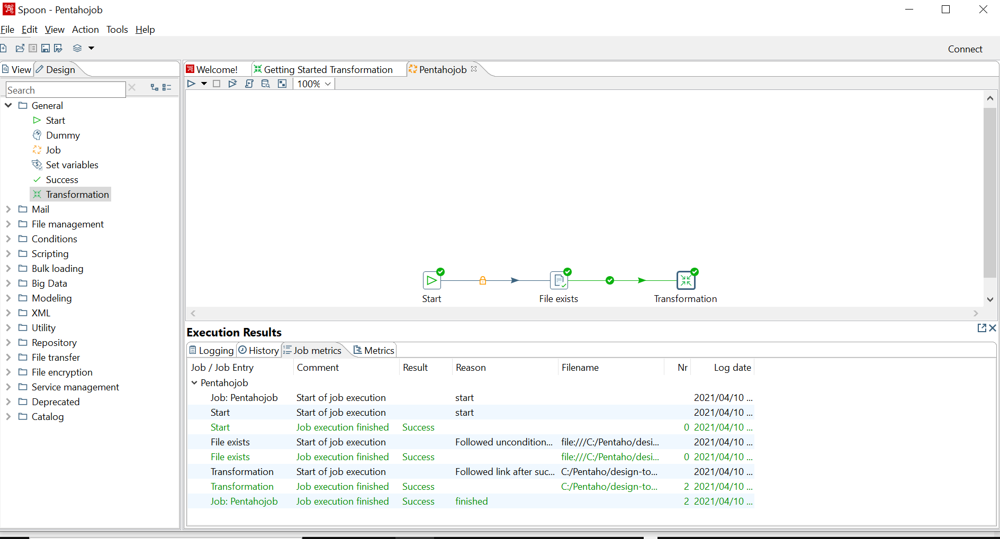 Spoon - Pentahojob
File Edit View Action Tools Help
Connect
View Design
Search
General
Start
Dummy
Job
Set variables
Success
Transformation
Mail
File management
Conditions
Scripting
Bulk loading
Big Data
Modeling
XML
Utility
Repository
File transfer
File encryption
Service management
Deprecated
Catalog
Welcome! Getting Started Transformation Pentahojob
100%
Start File exists Transformation
Execution Results
Logging History Job metrics Metrics
Job / Job Entry Comment Result Reason Filename Nr Log date
Pentahojob
Job: Pentahojob Start of job execution start 2021/04/10 ...
Start Start of job execution start 2021/04/10 ...
Start Job execution finished Success 0 2021/04/10 ...
File exists Start of job execution Followed uncondition... file:///C:/Pentaho/desi... 2021/04/10 ...
File exists Job execution finished Success file:///C:/Pentaho/desi... 0 2021/04/10 ...
Transformation Start of job execution Followed link after suc... C:/Pentaho/design-to... 2021/04/10 ...
Transformation Job execution finished Success C:/Pentaho/design-to... 2 2021/04/10 ...
Job: Pentahojob Job execution finished Success finished 2 2021/04/10 ...